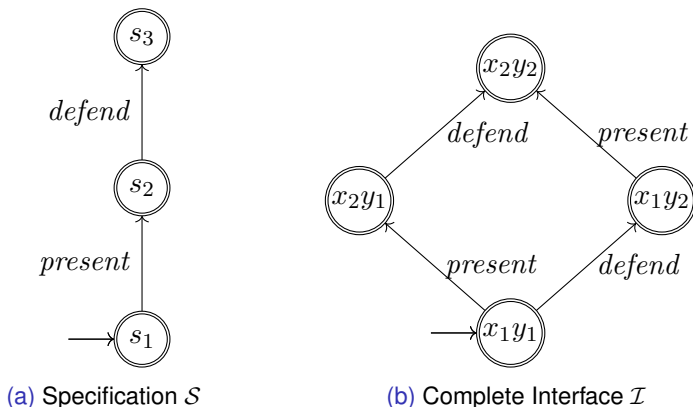 s₃
defend
s₂
present
s₁
(a) Specification 𝒮
x₂y₂
defend
present
x₂y₁
x₁y₂
present
defend
x₁y₁
(b) Complete Interface ℐ